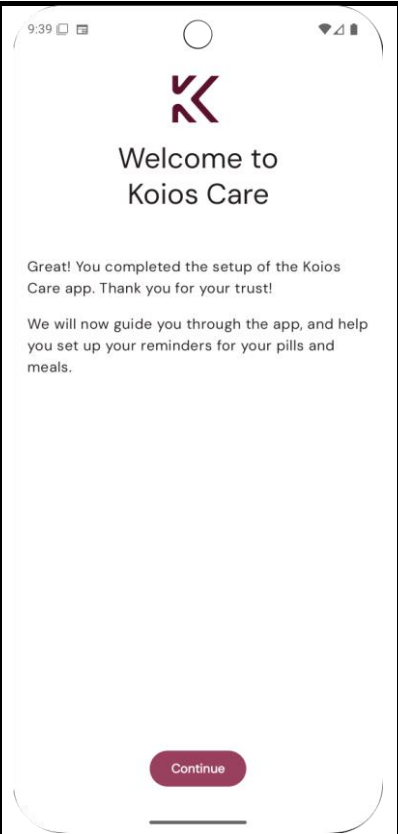 9:39
Welcome to
Koios Care
Great! You completed the setup of the Koios
Care app. Thank you for your trust!
We will now guide you through the app, and help
you set up your reminders for your pills and
meals.
Continue